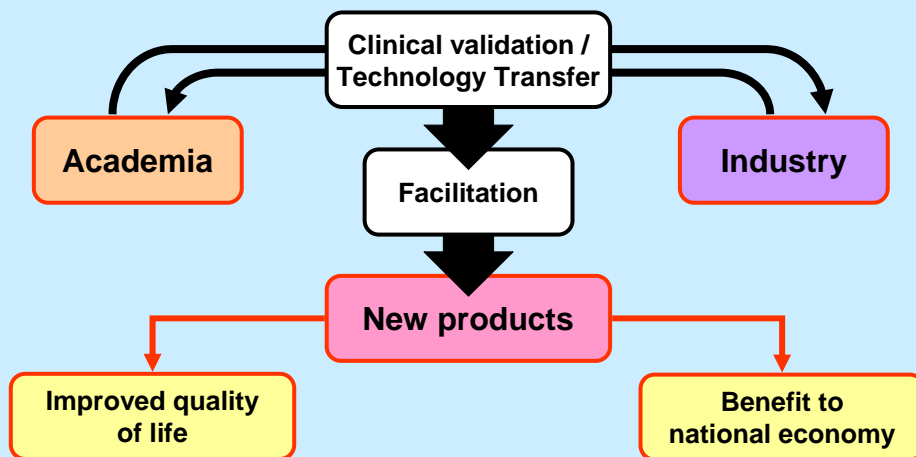 Clinical validation /
Technology Transfer
Academia
Industry
Facilitation
New products
Improved quality
of life
Benefit to
national economy